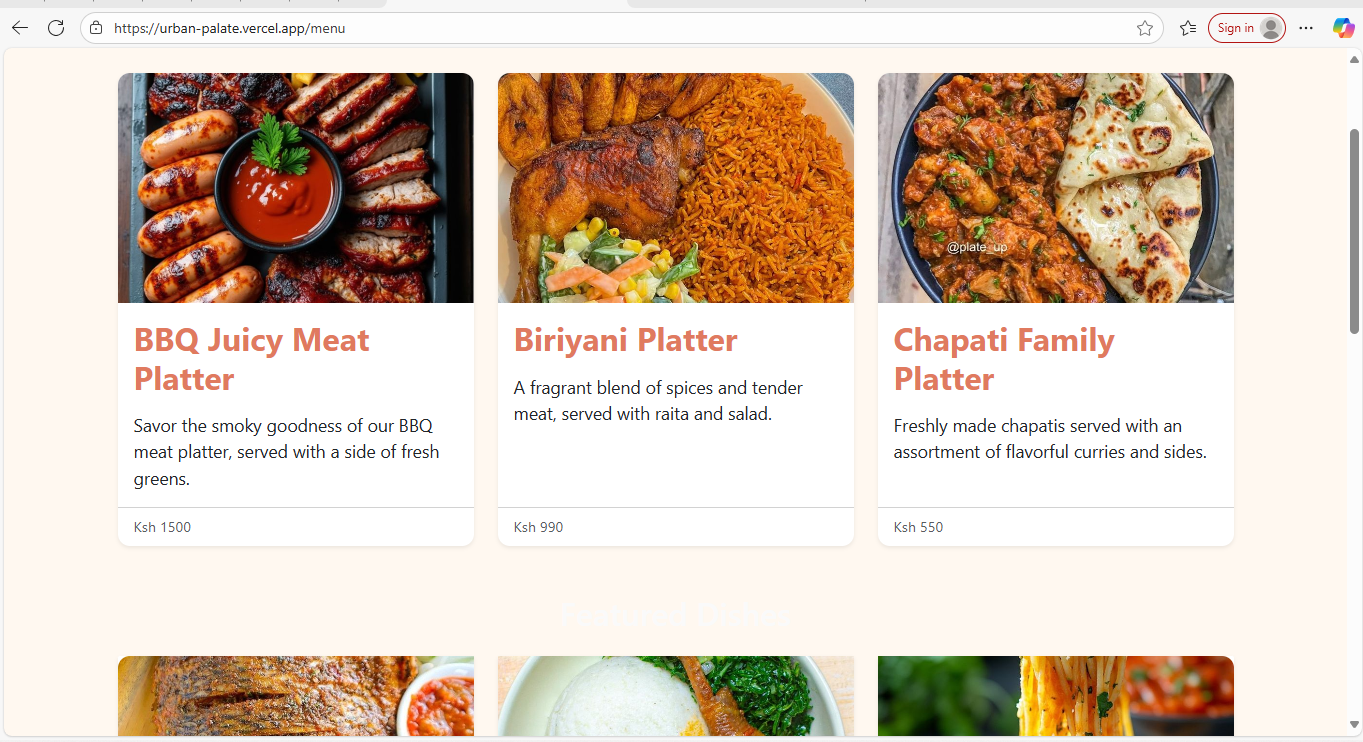 https://urban-palate.vercel.app/menu
Sign in
@plate_up
BBQ Juicy Meat
Platter
Savor the smoky goodness of our BBQ
meat platter, served with a side of fresh
greens.
Ksh 1500
Biriyani Platter
A fragrant blend of spices and tender
meat, served with raita and salad.
Ksh 990
Chapati Family
Platter
Freshly made chapatis served with an
assortment of flavorful curries and sides.
Ksh 550
Featured Dishes